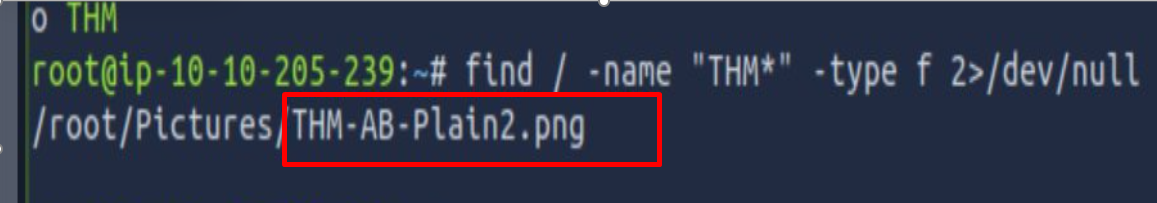 o THM
root@ip-10-10-205-239:~# find / -name "THM*" -type f 2>/dev/null
/root/Pictures/THM-AB-Plain2.png